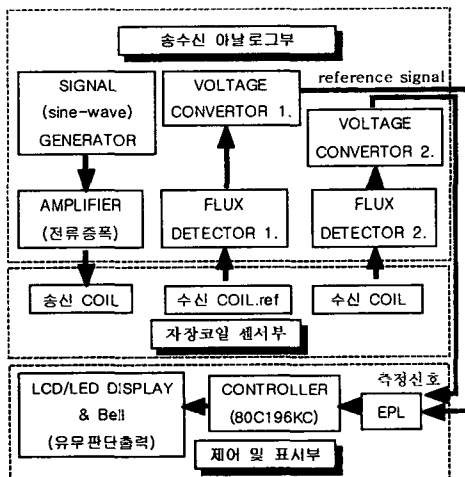 송수신 아날로그부
SIGNAL
(sine-wave)
GENERATOR
VOLTAGE
CONVERTOR 1.
reference signal
VOLTAGE
CONVERTOR 2.
AMPLIFIER
(전류증폭)
FLUX
DETECTOR 1.
FLUX
DETECTOR 2.
송신 COIL
수신 COIL.ref
수신 COIL
자장코일 센서부
LCD/LED DISPLAY
& Bell
(유무판단출력)
CONTROLLER
(80C196KC)
측정신호
EPL
제어 및 표시부